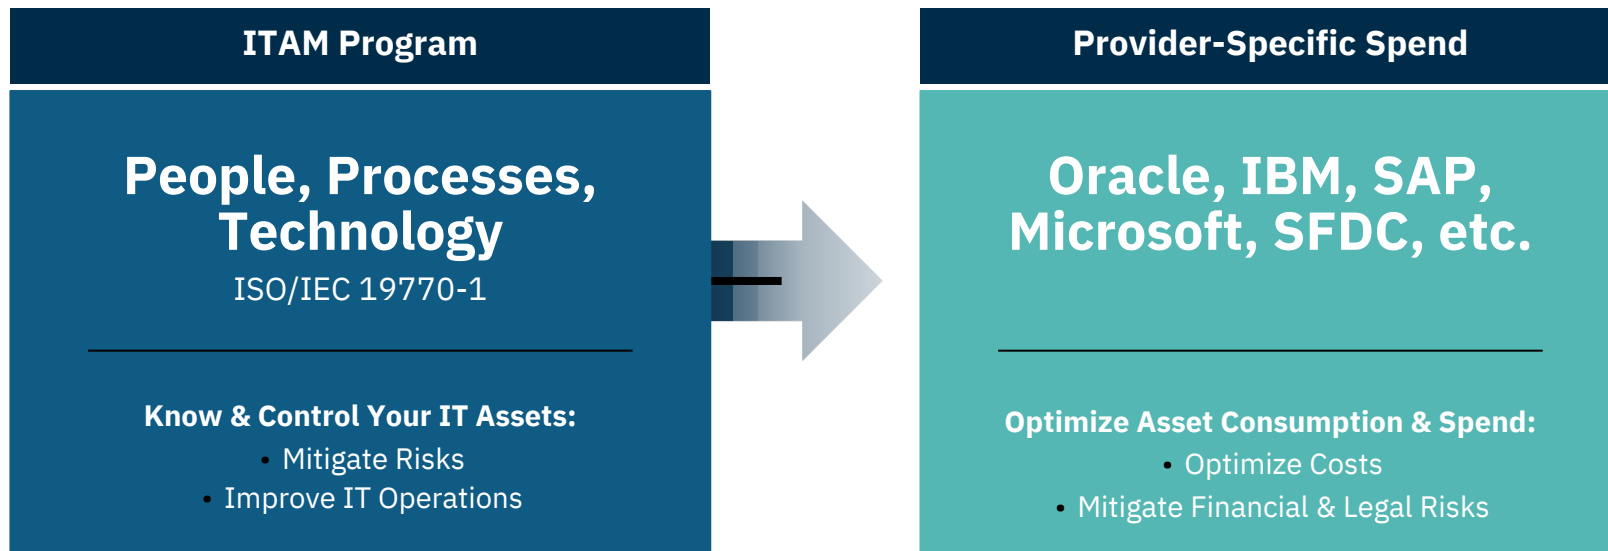 ITAM Program
People, Processes,
Technology
ISO/IEC 19770-1
Know & Control Your IT Assets:
• Mitigate Risks
• Improve IT Operations
Provider-Specific Spend
Oracle, IBM, SAP,
Microsoft, SFDC, etc.
Optimize Asset Consumption & Spend:
• Optimize Costs
• Mitigate Financial & Legal Risks